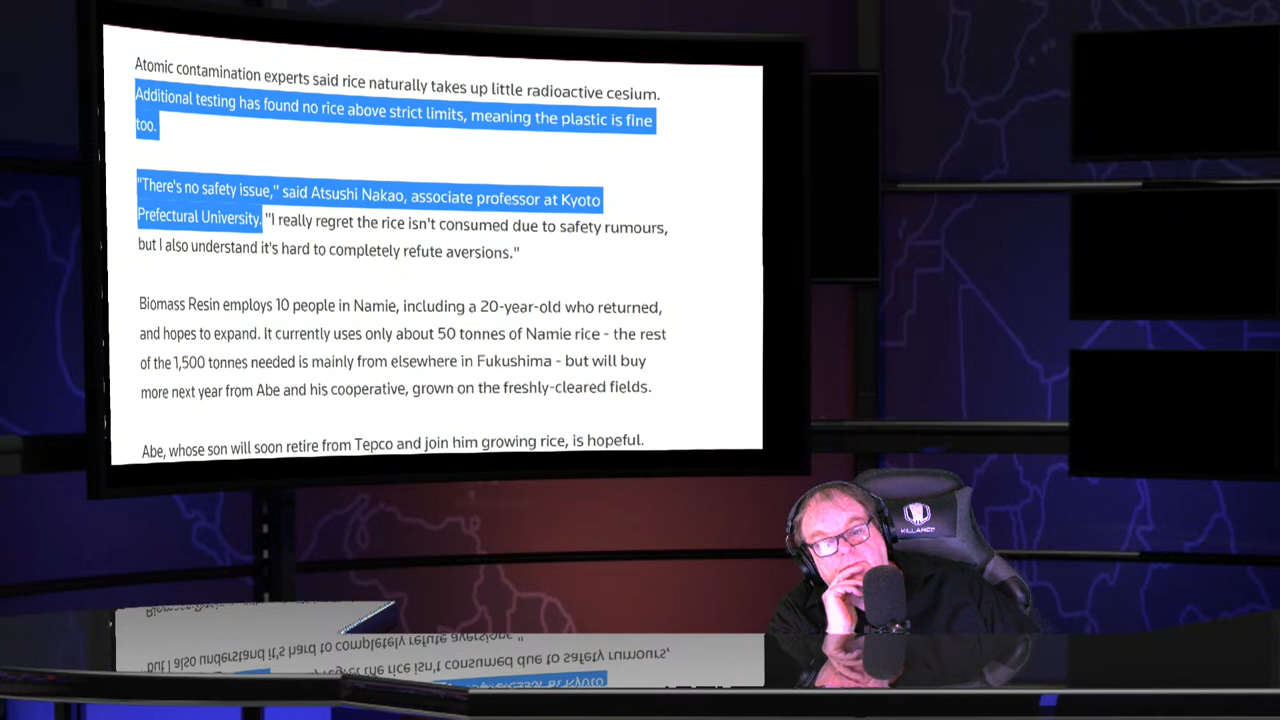 Atomic contamination experts said rice naturally takes up little radioactive cesium.
Additional testing has found no rice above strict limits, meaning the plastic is fine
too.
"There's no safety issue," said Atsushi Nakao, associate professor at Kyoto
Prefectural University. "I really regret the rice isn't consumed due to safety rumours,
but I also understand it's hard to completely refute aversions."
Biomass Resin employs 10 people in Namie, including a 20-year-old who returned,
and hopes to expand. It currently uses only about 50 tonnes of Namie rice - the rest
of the 1,500 tonnes needed is mainly from elsewhere in Fukushima - but will buy
more next year from Abe and his cooperative, grown on the freshly-cleared fields.
Abe, whose son will soon retire from Tepco and join him growing rice, is hopeful.
KILLABEE